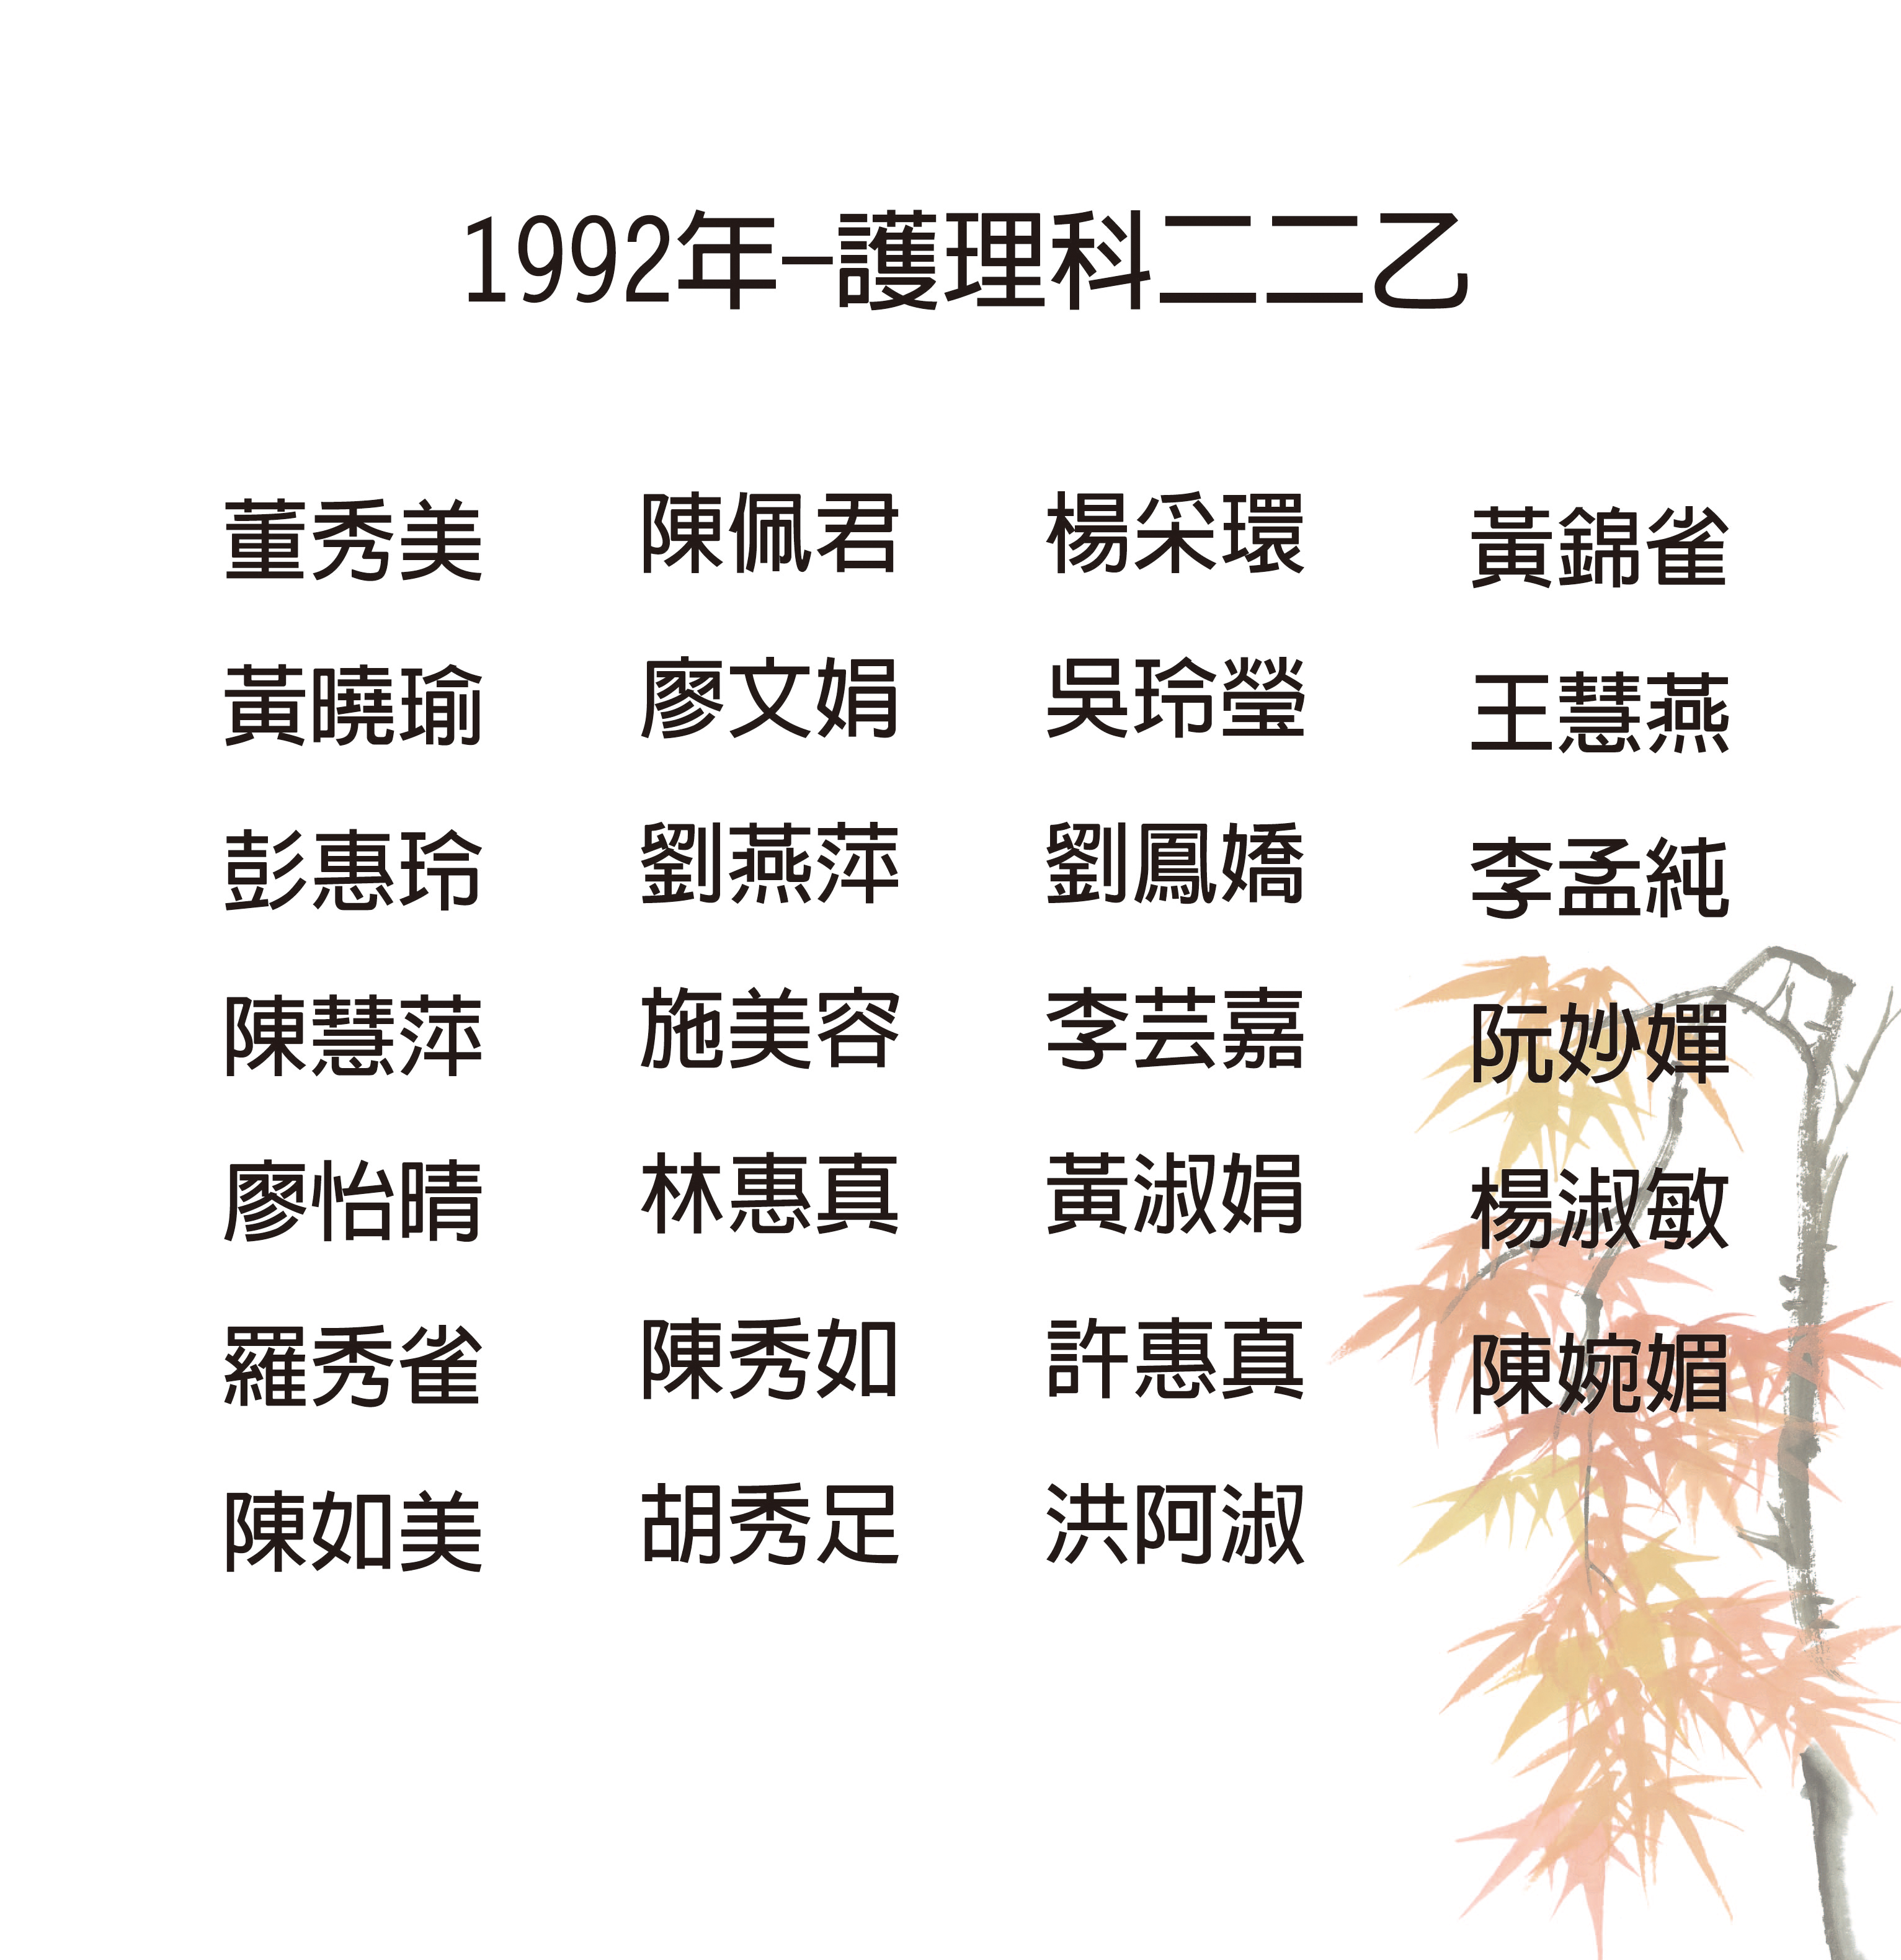 1992年–護理科二二乙
董秀美 陳佩君 楊采環 黃錦雀
黃曉瑜 廖文娟 吳玲瑩 王慧燕
彭惠玲 劉燕萍 劉鳳嬌 李孟純
陳慧萍 施美容 李芸嘉 阮妙嬋
廖怡晴 林惠真 黃淑娟 楊淑敏
羅秀雀 陳秀如 許惠真 陳婉媚
陳如美 胡秀足 洪阿淑